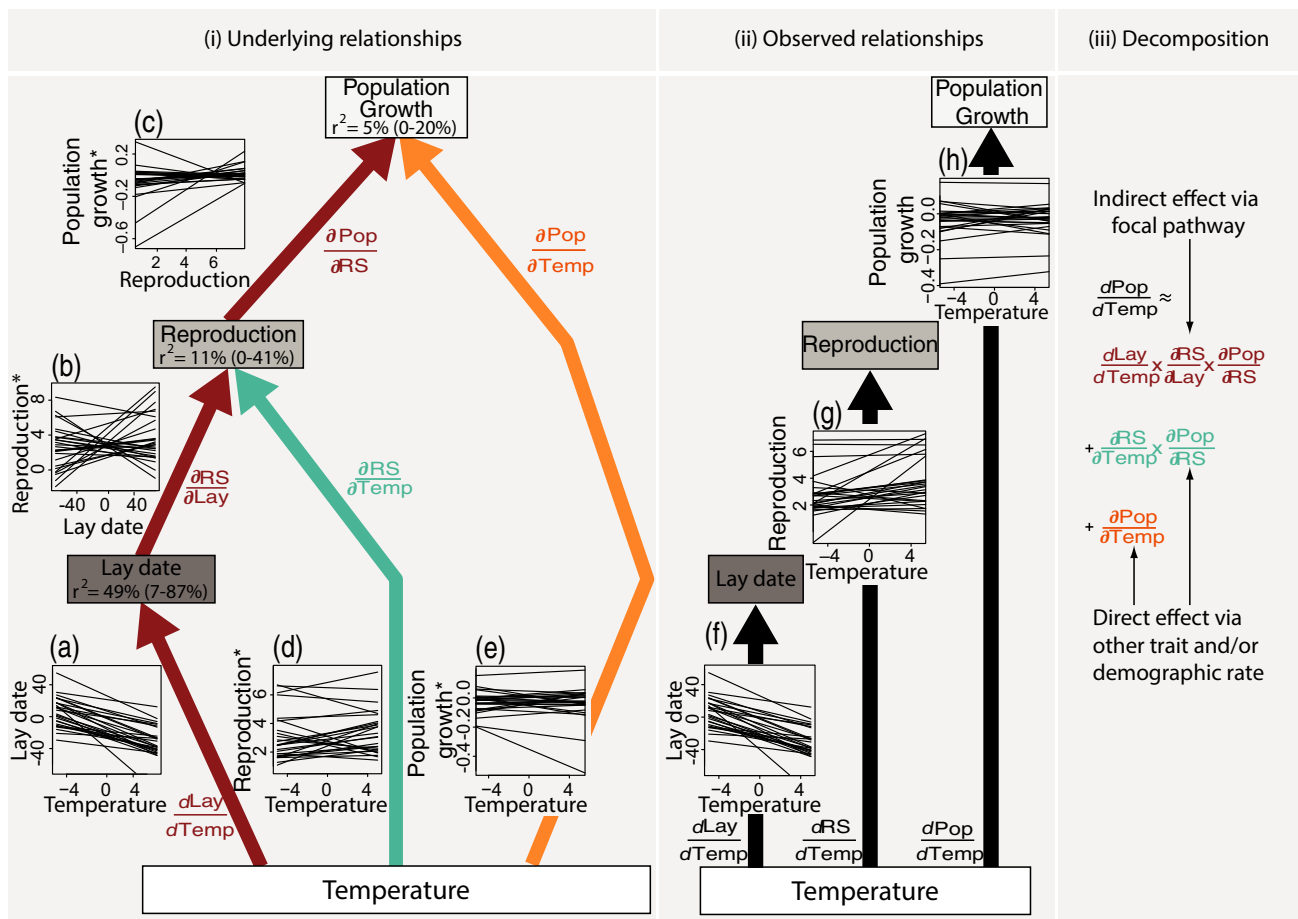 (i) Underlying relationships
(ii) Observed relationships
(iii) Decomposition
Population
Growth
r² = 5% (0-20%)
(c)
Population
growth*
0.2
−0.2
−0.6
2 4 6
Reproduction
∂Pop
∂RS
∂Pop
∂Temp
Reproduction
r² = 11% (0-41%)
(b)
Reproduction*
8
4
0
-40 0 40
Lay date
∂RS
∂Lay
∂RS
∂Temp
Lay date
r² = 49% (7-87%)
(a)
Lay date
40
0
-40
−4 0 4
Temperature
dLay
dTemp
(d)
Reproduction*
6
4
2
−4 0 4
Temperature
(e)
Population
growth*
0.0
-0.2
-0.4
−4 0 4
Temperature
Temperature
Population
Growth
(h)
Population
growth
0.0
−0.2
−0.4
−4 0 4
Temperature
Reproduction
(g)
Reproduction
6
4
2
−4 0 4
Temperature
Lay date
(f)
Lay date
40
0
-40
−4 0 4
Temperature
dLay
dTemp
dRS
dTemp
dPop
dTemp
Temperature
Indirect effect via
focal pathway
dPop
dTemp ≈
dLay x ∂RS x ∂Pop
dTemp ∂Lay ∂RS
+ ∂RS x ∂Pop
∂Temp ∂RS
+ ∂Pop
∂Temp
Direct effect via
other trait and/or
demographic rate